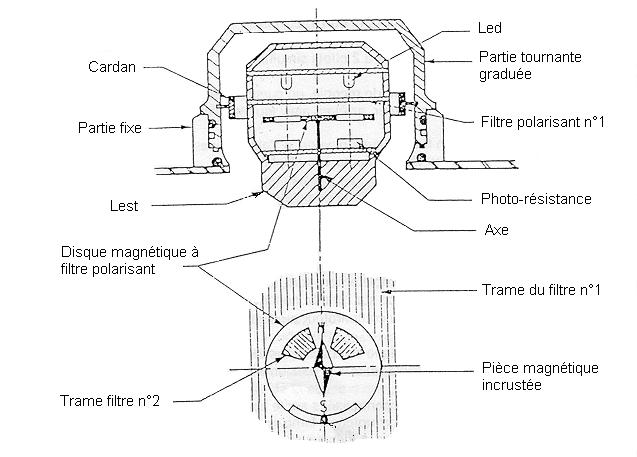 Led
Cardan
Partie tournante
graduée
Partie fixe
Filtre polarisant n°1
Lest
Photo-résistance
Axe
Disque magnétique à
filtre polarisant
Trame du filtre n°1
N
Pièce magnétique
incrustée
Trame filtre n°2
S